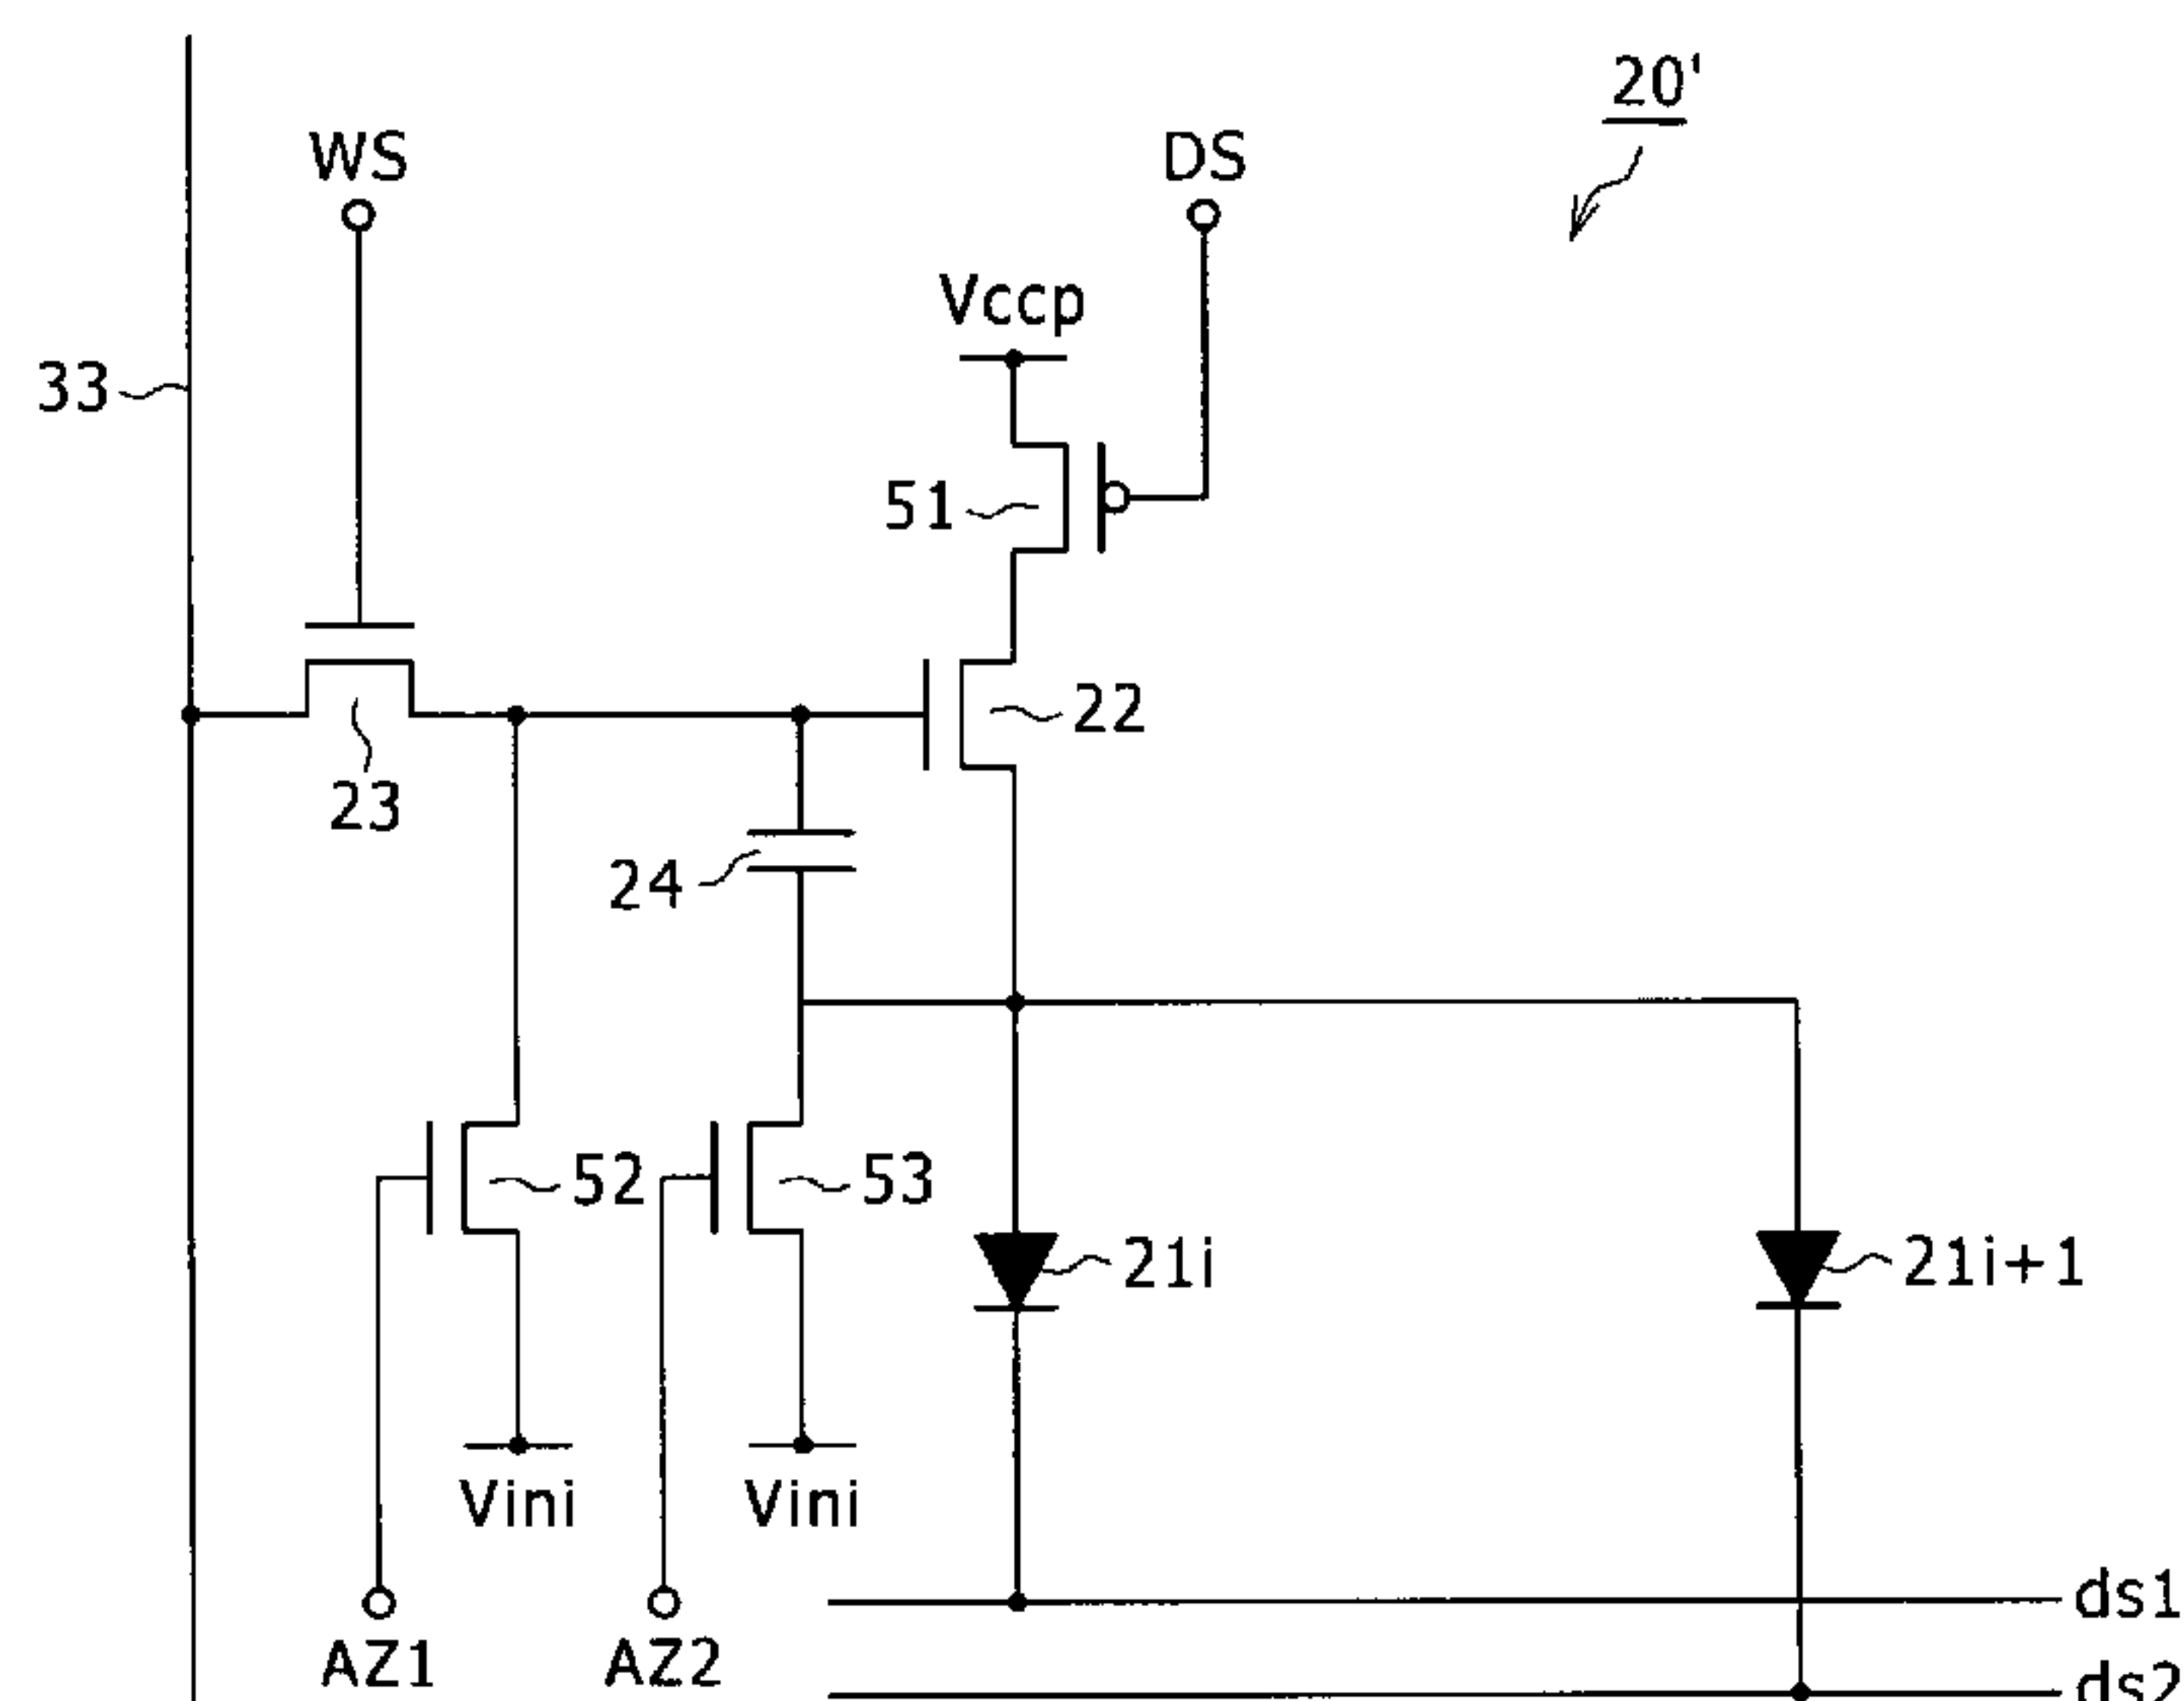 20'
WS
DS
Vccp
33
51
22
23
24
52
53
21i
21i+1
Vini
Vini
ds1
AZ1
AZ2
ds2